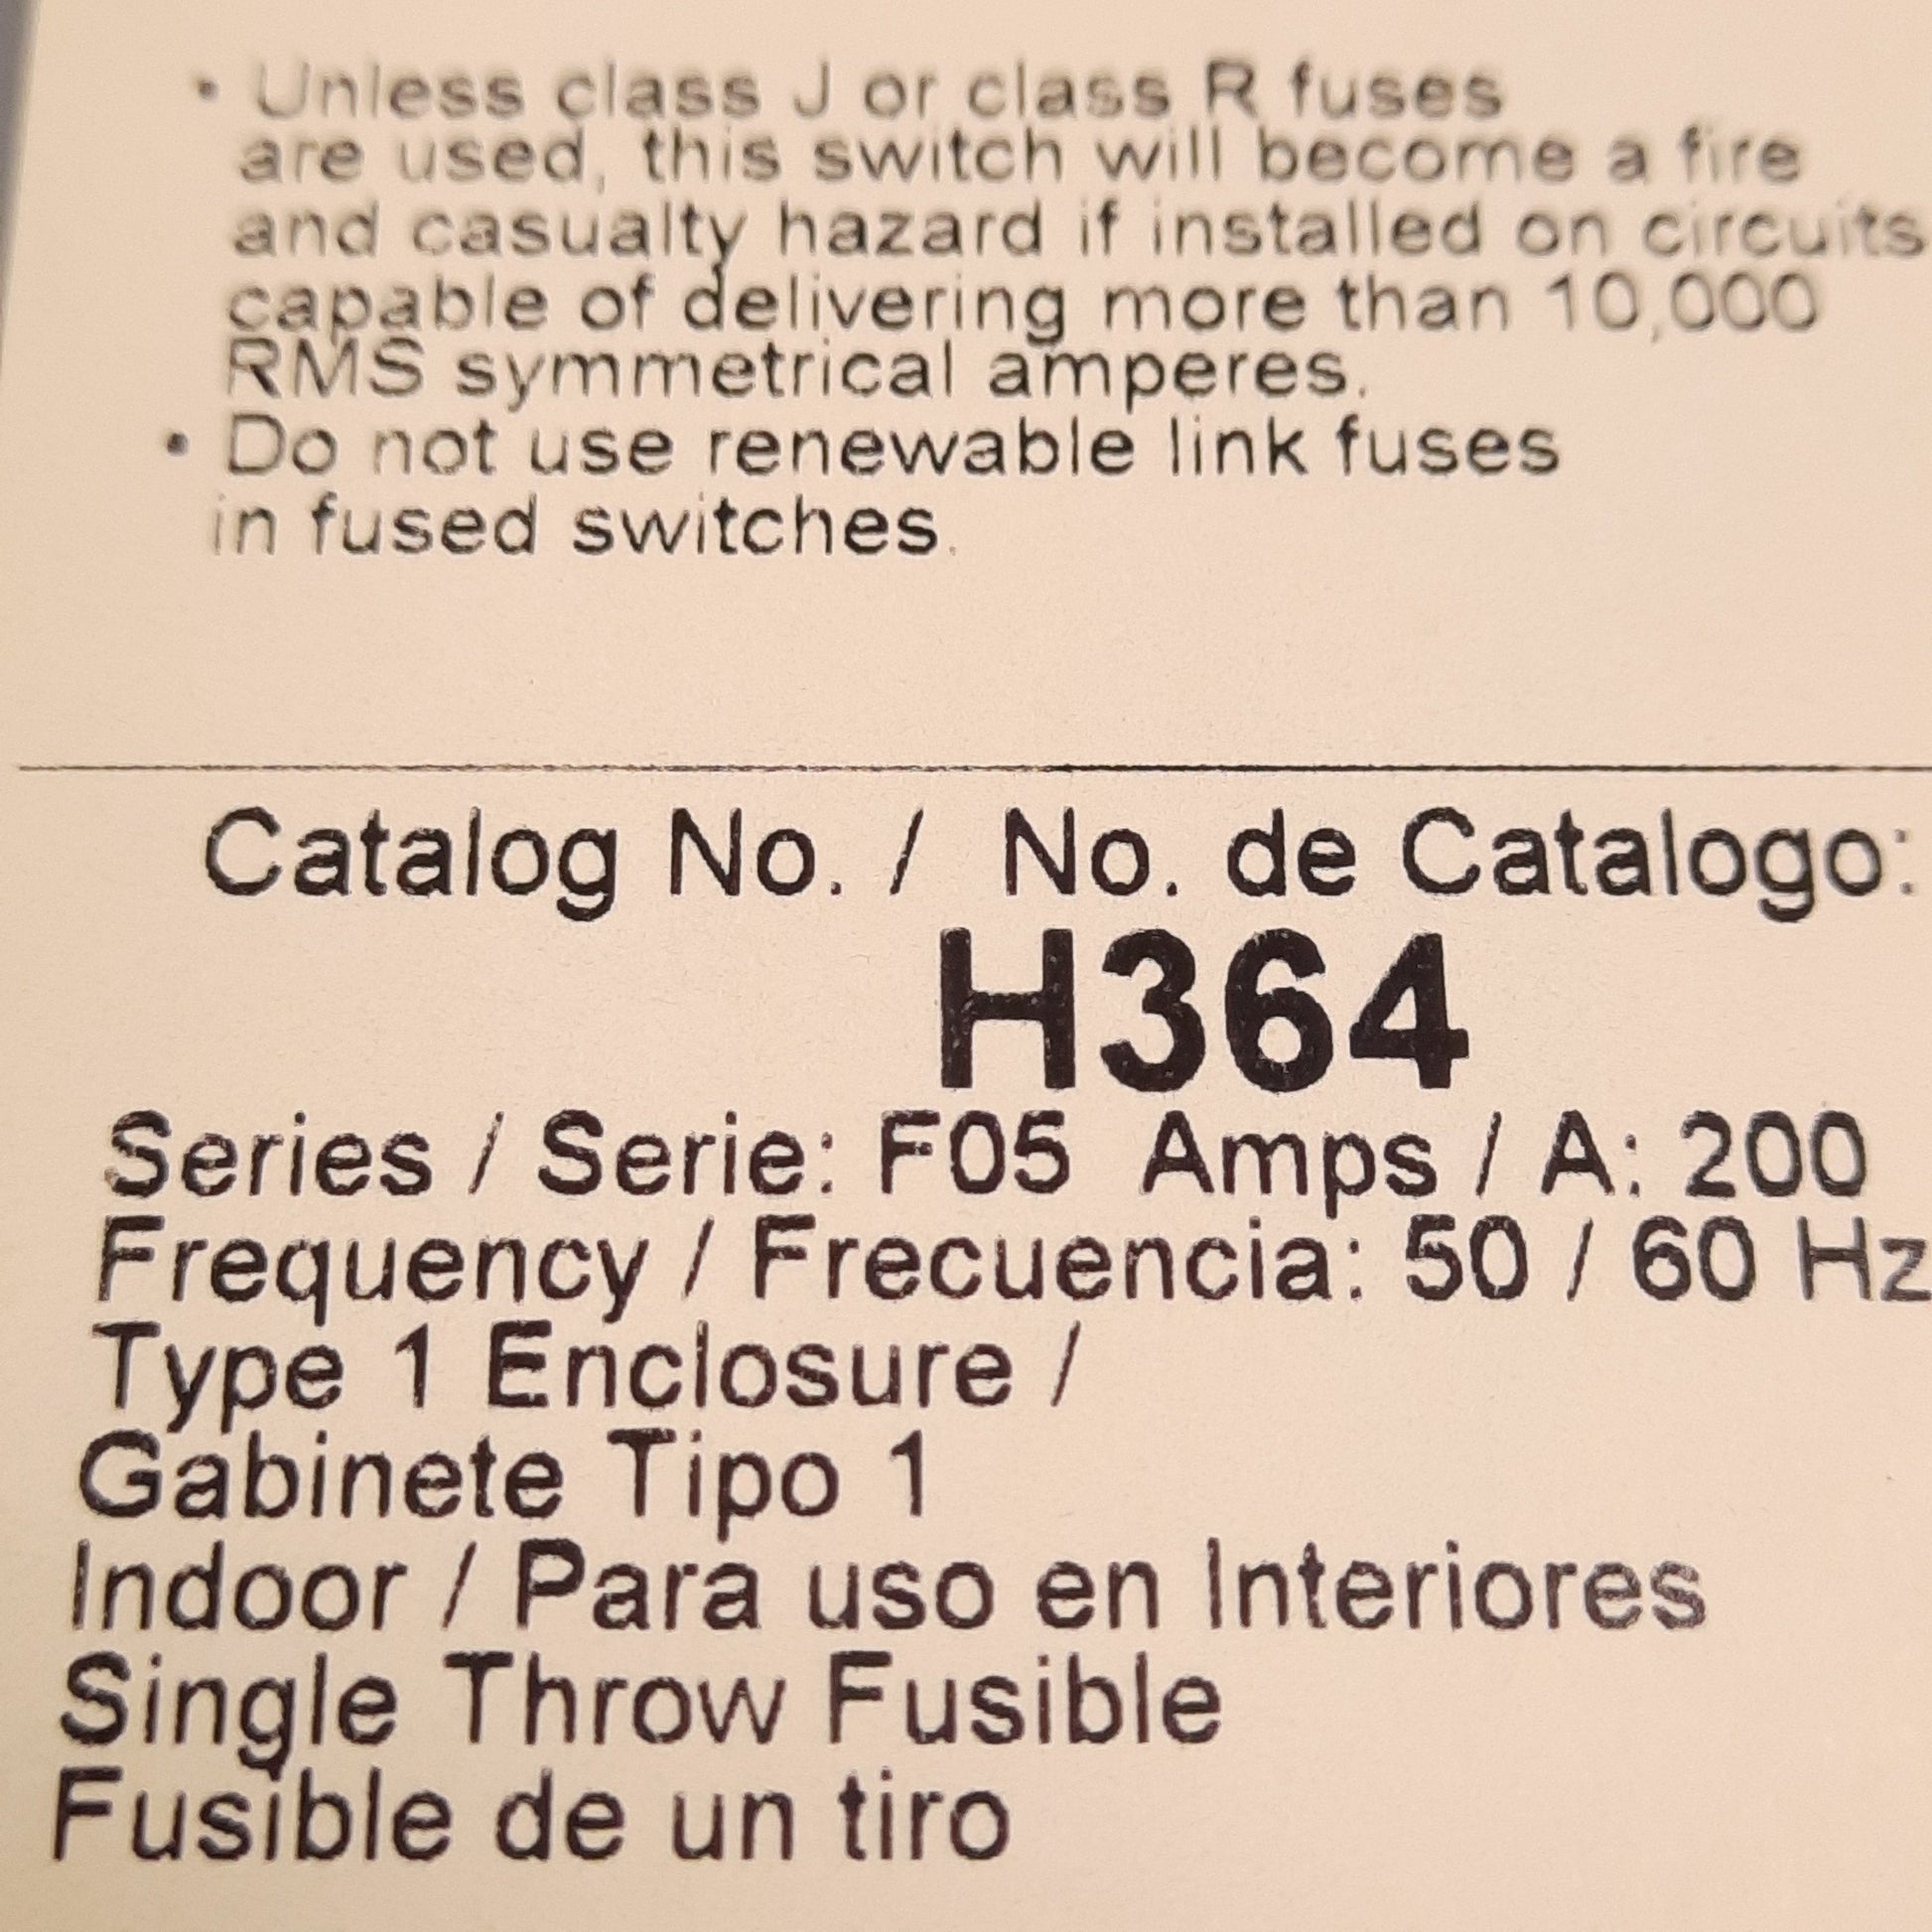 • Unless class J or class R fuses
are used, this switch will become a fire
and casualty hazard if installed on circuits
capable of delivering more than 10,000
RMS symmetrical amperes.
• Do not use renewable link fuses
in fused switches.
Catalog No. / No. de Catalogo:
H364
Series / Serie: F05 Amps / A: 200
Frequency / Frecuencia: 50 / 60 Hz
Type 1 Enclosure /
Gabinete Tipo 1
Indoor / Para uso en Interiores
Single Throw Fusible
Fusible de un tiro